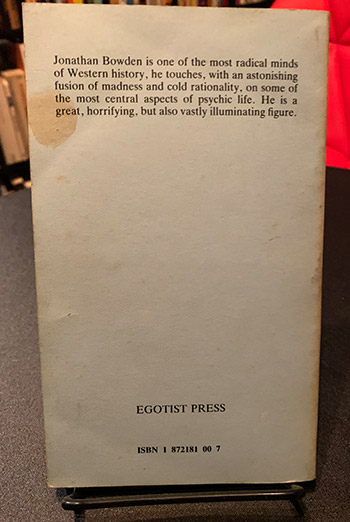 Jonathan Bowden is one of the most radical minds
of Western history, he touches, with an astonishing
fusion of madness and cold rationality, on some of
the most central aspects of psychic life. He is a
great, horrifying, but also vastly illuminating figure.
EGOTIST PRESS
ISBN 1 872181 00 7